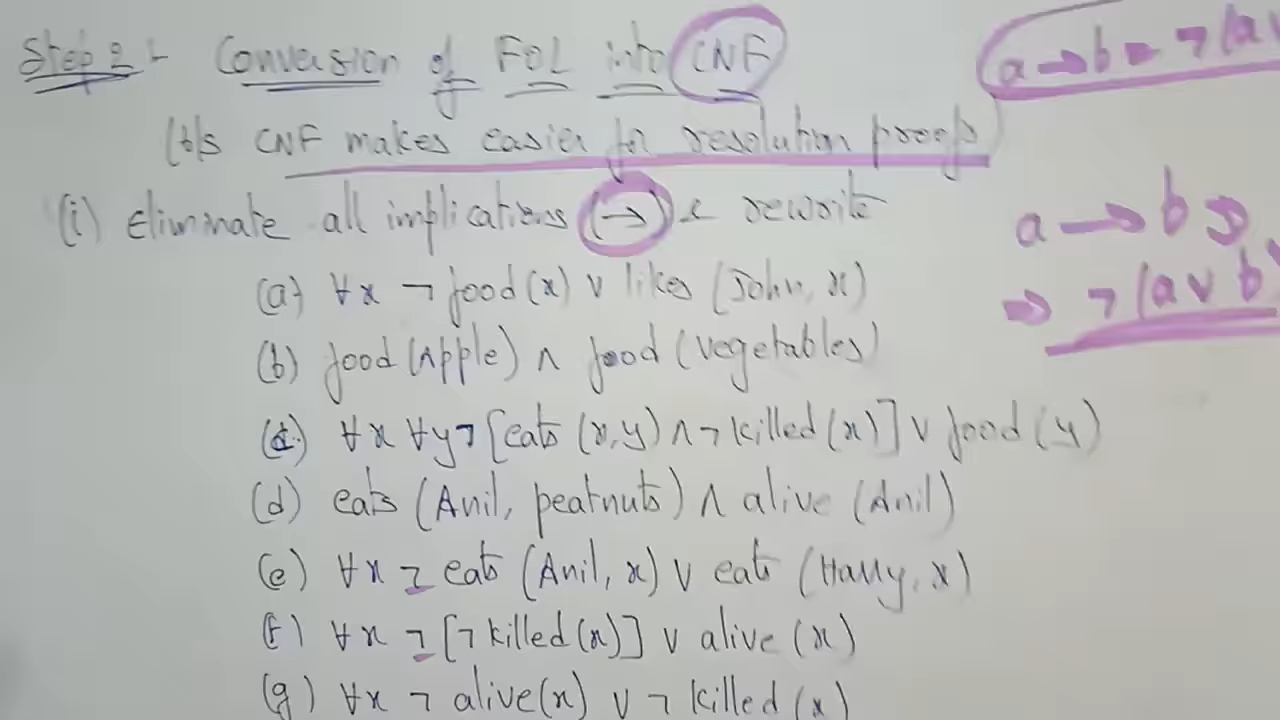 Step 2:- Conversion of FOL into CNF
a → b = ¬(a v
(b/s CNF makes easier for resolution proofs)
(i) Eliminate all implications (→) & rewrite
a → b ⇒
⇒ ¬(a v b)
(a) ∀x ¬ food(x) v likes (John, x)
(b) food (Apple) ∧ food (vegetables)
(c) ∀x ∀y ¬ [eats (x,y) ∧ ¬ killed (x)] v food (y)
(d) eats (Anil, peatnuts) ∧ alive (Anil)
(e) ∀x ¬ eats (Anil, x) v eats (Harry, x)
(f) ∀x ¬ [¬ killed (x)] v alive (x)
(g) ∀x ¬ alive(x) v ¬ killed (x)